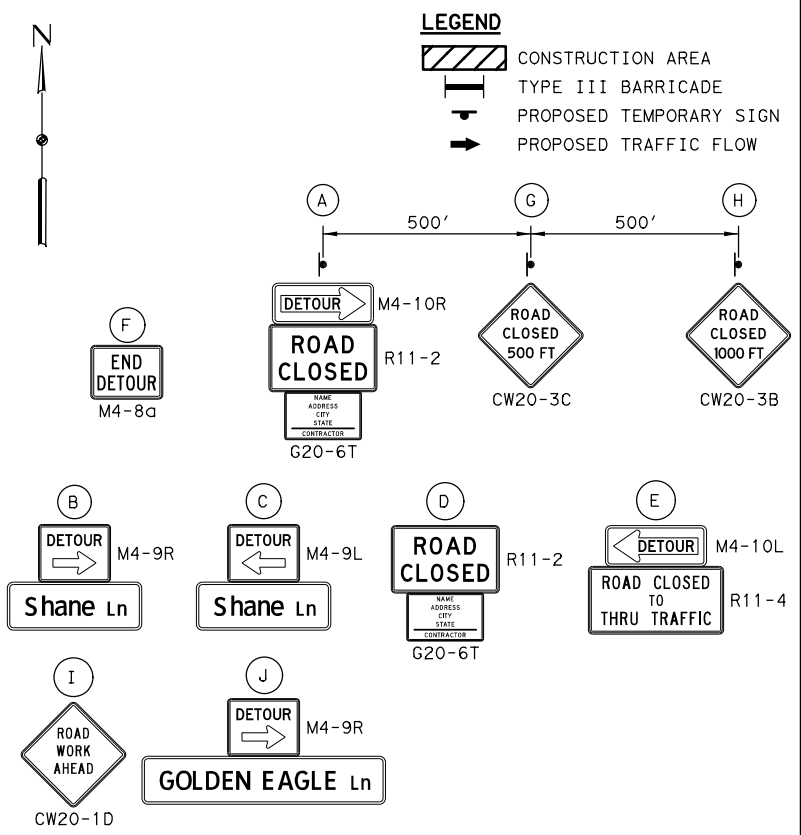 N
LEGEND
CONSTRUCTION AREA
TYPE III BARRICADE
PROPOSED TEMPORARY SIGN
PROPOSED TRAFFIC FLOW
A
500'
G
500'
H
DETOUR
M4-10R
ROAD
CLOSED
R11-2
NAME
ADDRESS
CITY
STATE
CONTRACTOR
G20-6T
ROAD
CLOSED
500 FT
CW20-3C
ROAD
CLOSED
1000 FT
CW20-3B
F
END
DETOUR
M4-8a
B
DETOUR
M4-9R
Shane Ln
C
DETOUR
M4-9L
Shane Ln
D
ROAD
CLOSED
R11-2
NAME
ADDRESS
CITY
STATE
CONTRACTOR
G20-6T
E
DETOUR
M4-10L
ROAD CLOSED
TO
THRU TRAFFIC
R11-4
I
ROAD
WORK
AHEAD
CW20-1D
J
DETOUR
M4-9R
GOLDEN EAGLE Ln